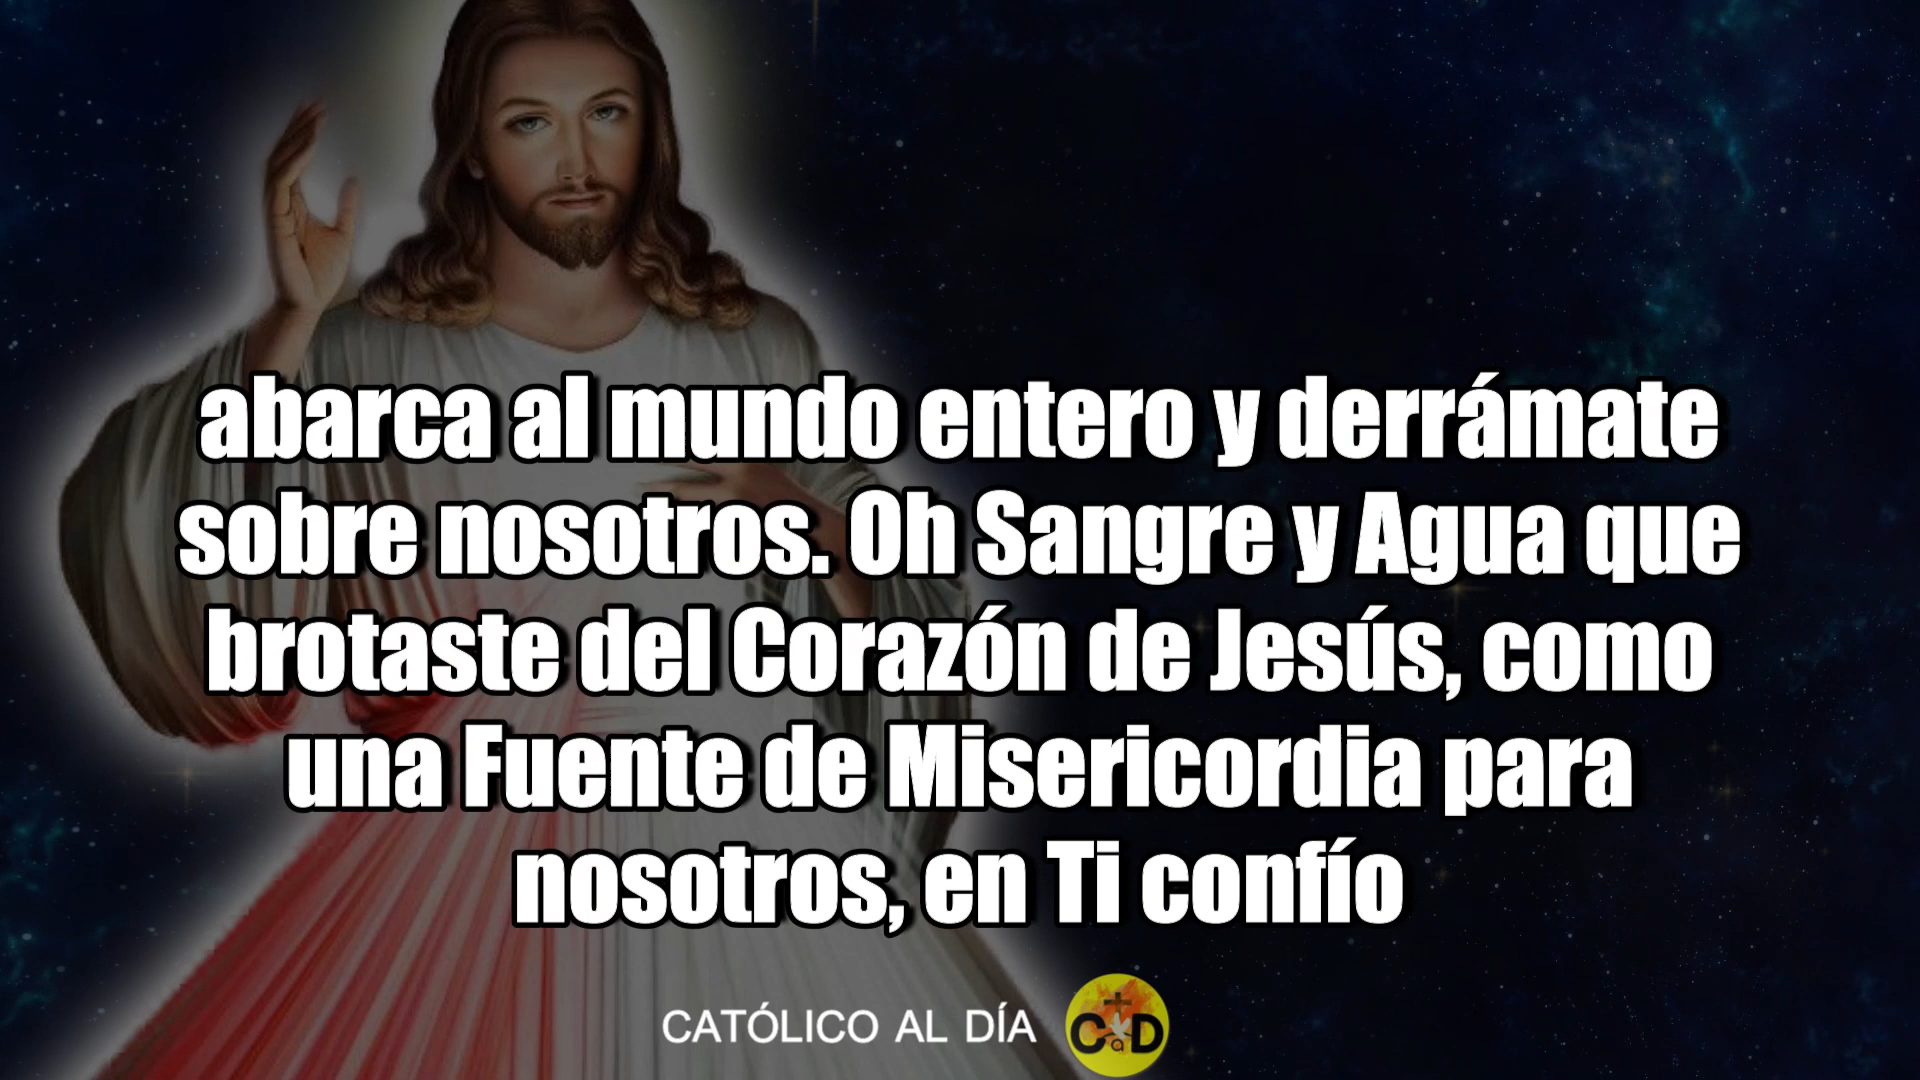 abarca al mundo entero y derrámate
sobre nosotros. Oh Sangre y Agua que
brotaste del Corazón de Jesús, como
una Fuente de Misericordia para
nosotros, en Ti confío
CATÓLICO AL DÍA
CaD